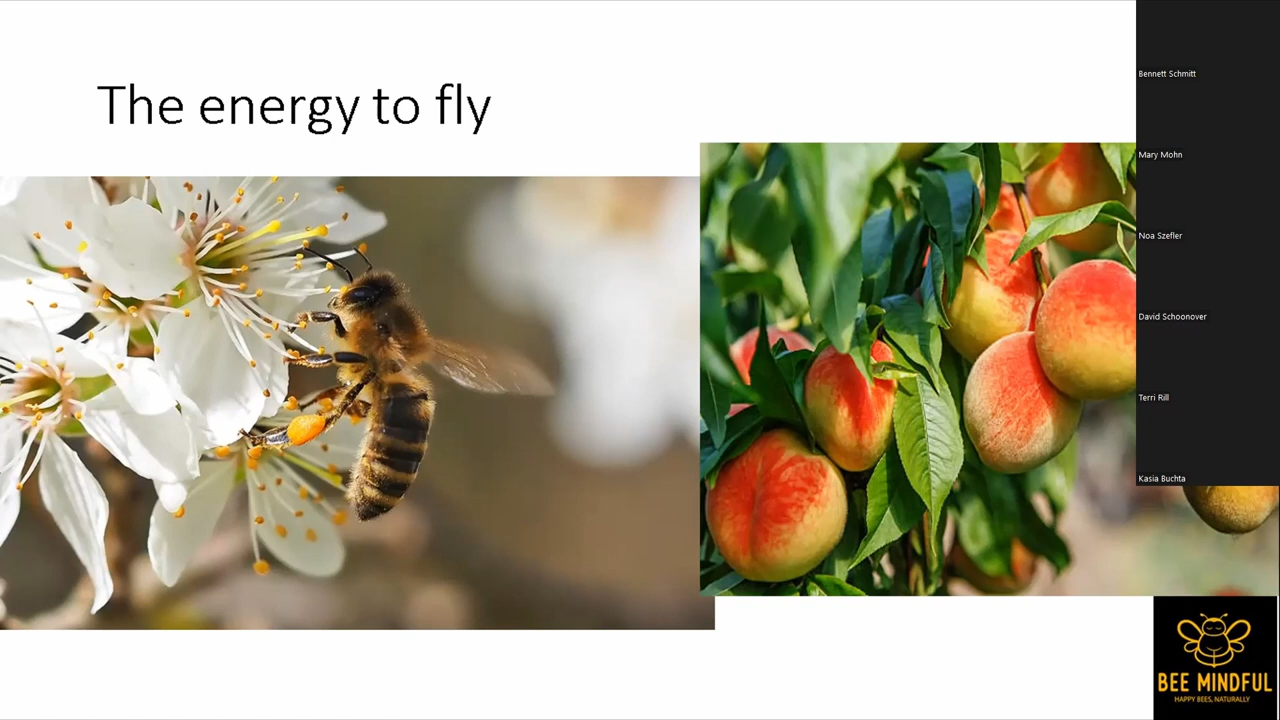 The energy to fly
Bennett Schmitt
Mary Mohn
Noa Szefler
David Schoonover
Terri Rill
Kasia Buchta
BEE MINDFUL
HAPPY BEES, NATURALLY